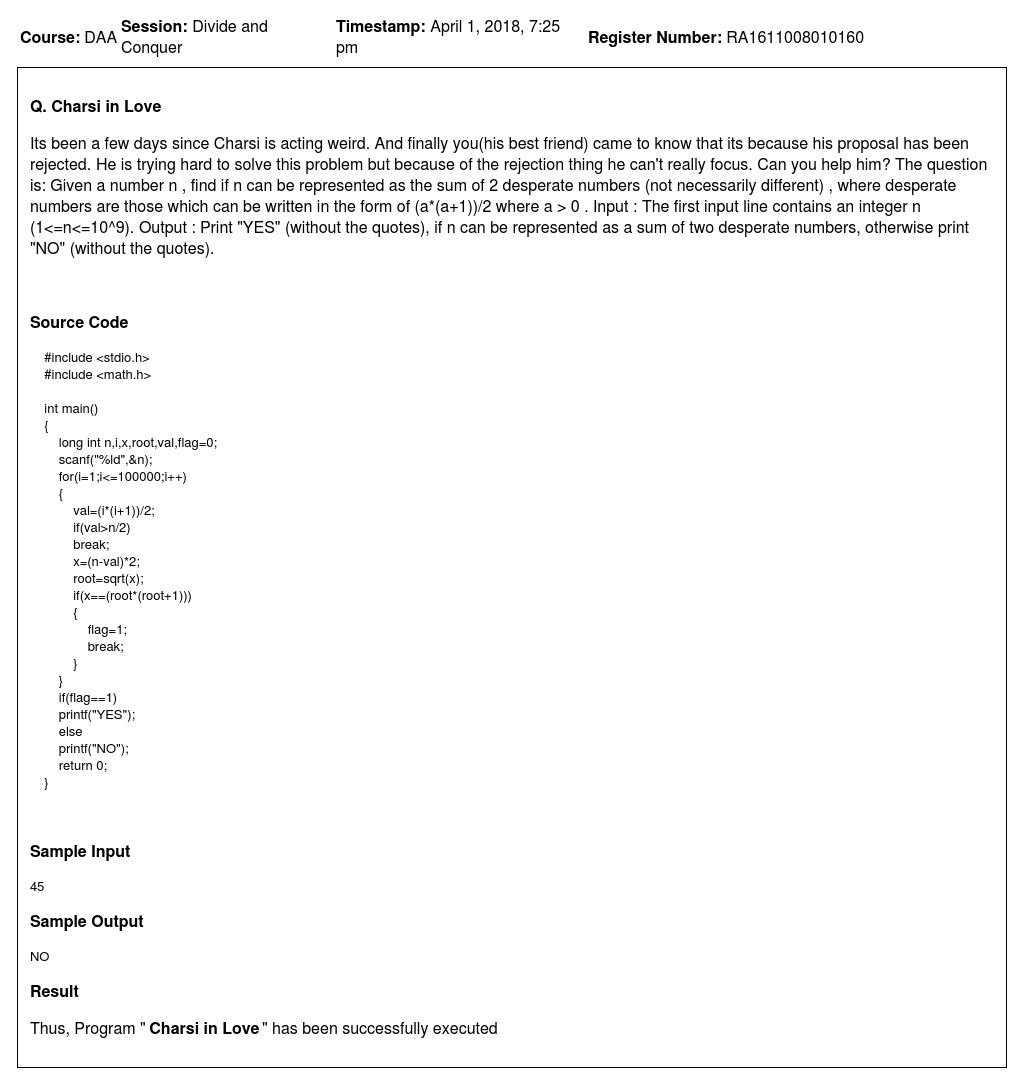 Course: DAA Session: Divide and Conquer Timestamp: April 1, 2018, 7:25 pm Register Number: RA1611008010160
Q. Charsi in Love
Its been a few days since Charsi is acting weird. And finally you(his best friend) came to know that its because his proposal has been
rejected. He is trying hard to solve this problem but because of the rejection thing he can't really focus. Can you help him? The question
is: Given a number n , find if n can be represented as the sum of 2 desperate numbers (not necessarily different) , where desperate
numbers are those which can be written in the form of (a*(a+1))/2 where a > 0 . Input : The first input line contains an integer n
(1<=n<=10^9). Output : Print "YES" (without the quotes), if n can be represented as a sum of two desperate numbers, otherwise print
"NO" (without the quotes).
Source Code
#include <stdio.h>
#include <math.h>
int main()
{
long int n,i,x,root,val,flag=0;
scanf("%ld",&n);
for(i=1;i<=100000;i++)
{
val=(i*(i+1))/2;
if(val>n/2)
break;
x=(n-val)*2;
root=sqrt(x);
if(x==(root*(root+1)))
{
flag=1;
break;
}
}
if(flag==1)
printf("YES");
else
printf("NO");
return 0;
}
Sample Input
45
Sample Output
NO
Result
Thus, Program " Charsi in Love " has been successfully executed